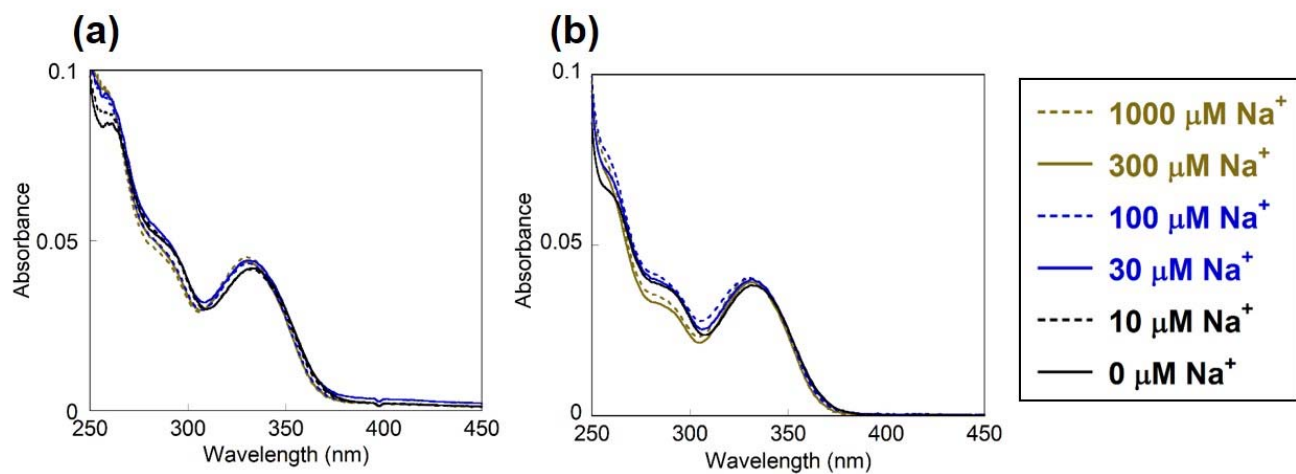 (a)
0.1
0.05
0
Absorbance
250 300 350 400 450
Wavelength (nm)
(b)
0.1
0.05
0
Absorbance
250 300 350 400 450
Wavelength (nm)
1000 μM Na⁺
300 μM Na⁺
100 μM Na⁺
30 μM Na⁺
10 μM Na⁺
0 μM Na⁺